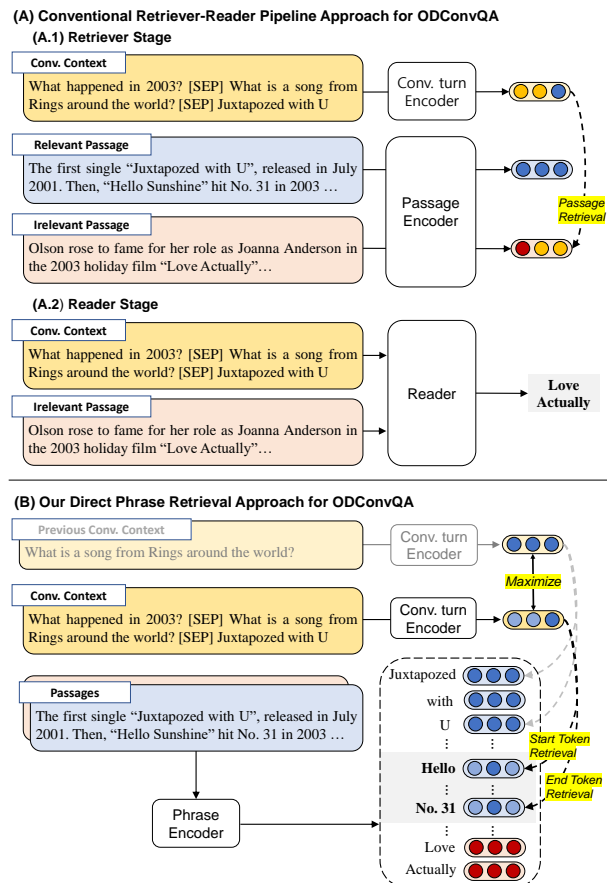 (A) Conventional Retriever-Reader Pipeline Approach for ODConvQA
(A.1) Retriever Stage
Conv. Context
What happened in 2003? [SEP] What is a song from
Rings around the world? [SEP] Juxtapozed with U
Conv. turn
Encoder
Relevant Passage
The first single “Juxtapozed with U”, released in July
2001. Then, “Hello Sunshine” hit No. 31 in 2003 …
Passage
Encoder
Passage
Retrieval
Irelevant Passage
Olson rose to fame for her role as Joanna Anderson in
the 2003 holiday film “Love Actually”…
(A.2) Reader Stage
Conv. Context
What happened in 2003? [SEP] What is a song from
Rings around the world? [SEP] Juxtapozed with U
Reader
Love
Actually
Irelevant Passage
Olson rose to fame for her role as Joanna Anderson in
the 2003 holiday film “Love Actually”…
(B) Our Direct Phrase Retrieval Approach for ODConvQA
Previous Conv. Context
What is a song from Rings around the world?
Conv. turn
Encoder
Maximize
Conv. Context
What happened in 2003? [SEP] What is a song from
Rings around the world? [SEP] Juxtapozed with U
Conv. turn
Encoder
Passages
The first single “Juxtapozed with U”, released in July
2001. Then, “Hello Sunshine” hit No. 31 in 2003 …
Phrase
Encoder
Juxtapozed
with
U
Start Token
Retrieval
Hello
End Token
Retrieval
No. 31
Love
Actually